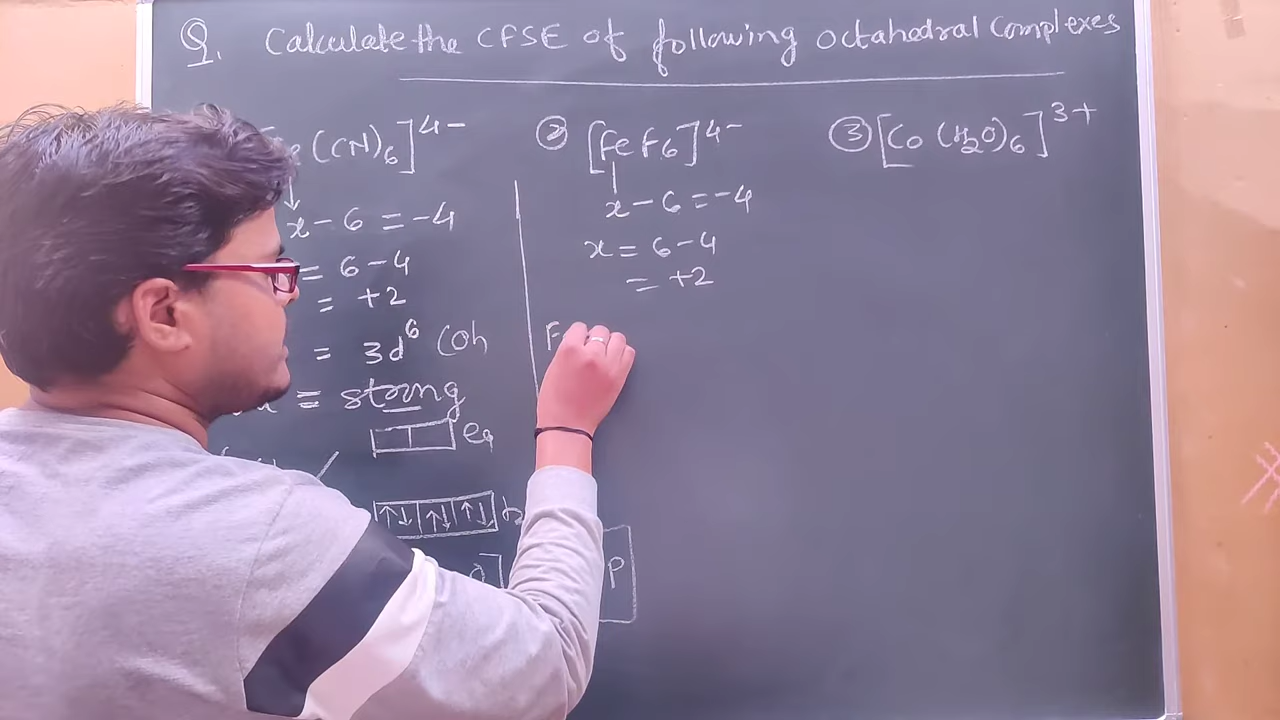 Q. Calculate the CFSE of following octahedral complexes
(CN)6]4-
x - 6 = -4
= 6 - 4
= +2
= 3d6 (Oh
= strong
eg
↑↓ ↑↓ ↑↓
P
② [FeF6]4-
x - 6 = -4
x = 6 - 4
= +2
F
③ [Co(H2O)6]3+